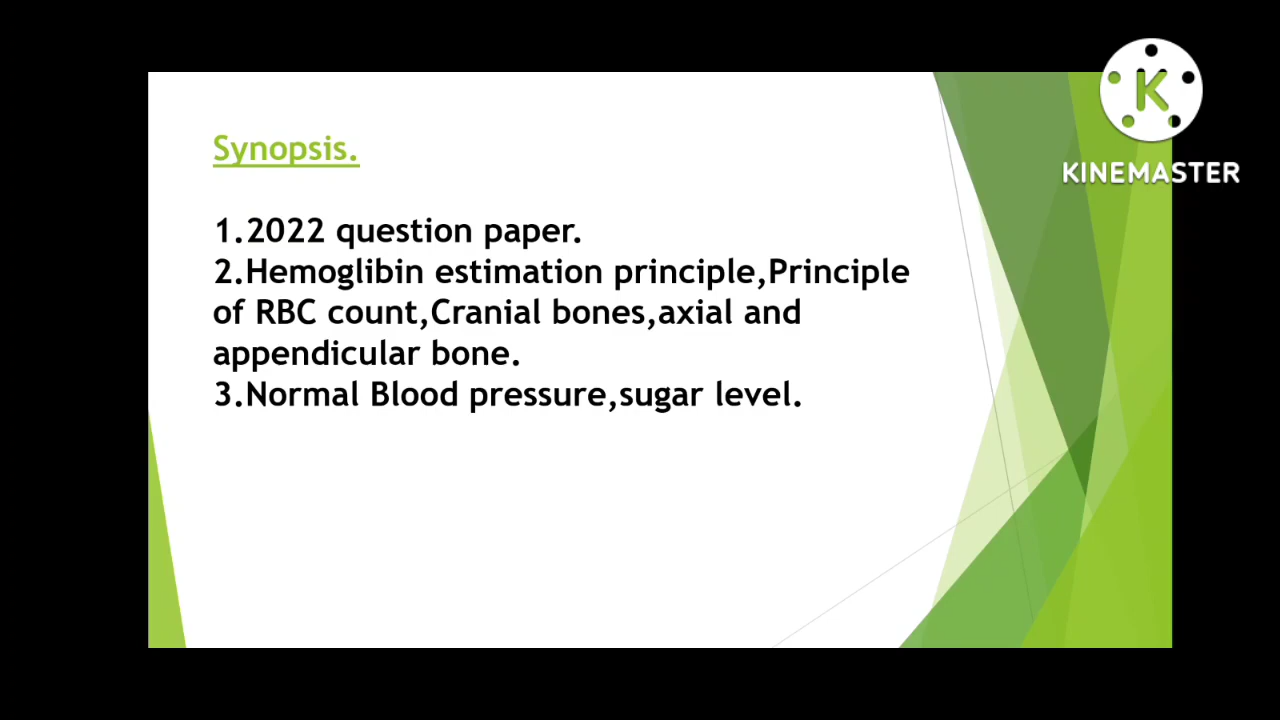 Synopsis.
1.2022 question paper.
2.Hemoglibin estimation principle,Principle
of RBC count,Cranial bones,axial and
appendicular bone.
3.Normal Blood pressure,sugar level.
K
KINEMASTER